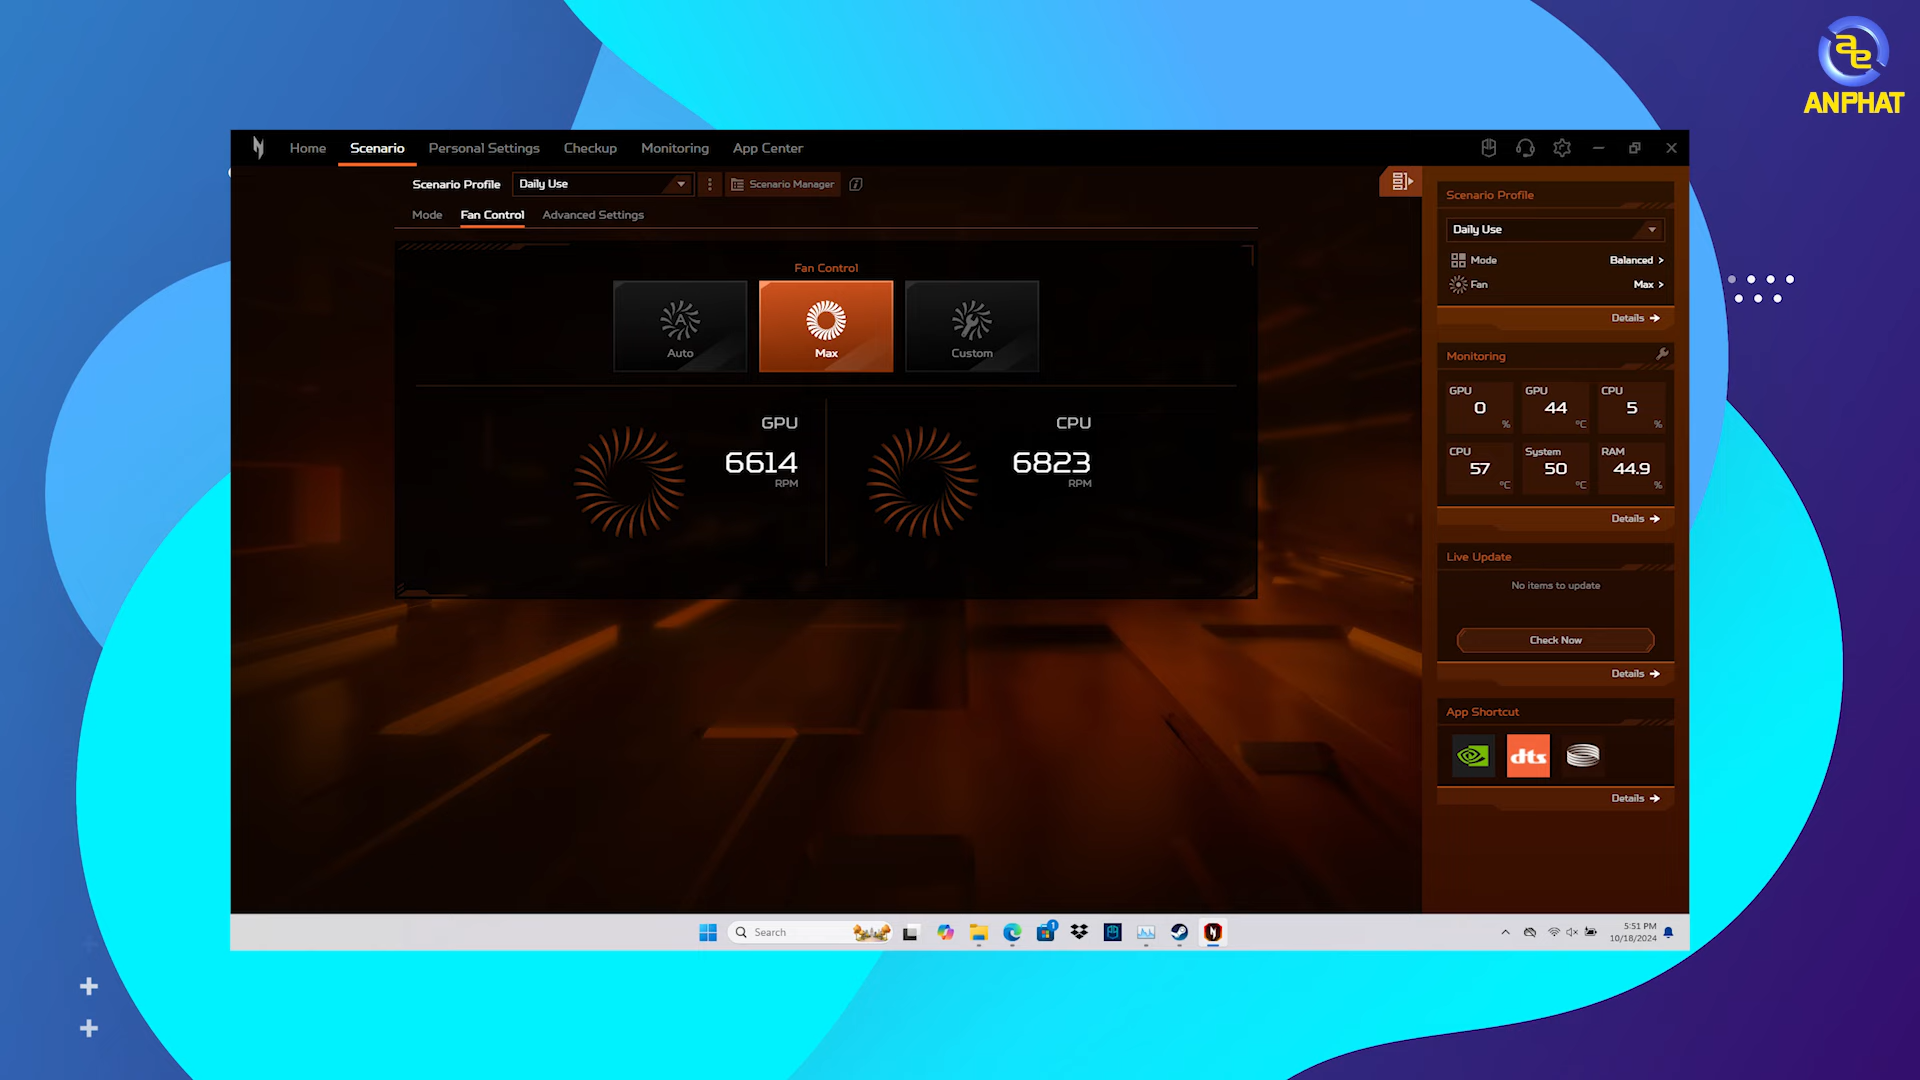 ANPHAT
Home Scenario Personal Settings Checkup Monitoring App Center
Scenario Profile Daily Use Scenario Manager
Mode Fan Control Advanced Settings
Fan Control
Auto Max Custom
GPU
6614
RPM
CPU
6823
RPM
Scenario Profile
Daily Use
Mode Balanced >
Fan Max >
Details
Monitoring
GPU
0
%
GPU
44
°C
CPU
5
%
CPU
57
°C
System
50
°C
RAM
44.9
%
Details
Live Update
No items to update
Check Now
Details
App Shortcut
dts
Details
Search
1
5:51 PM
10/18/2024